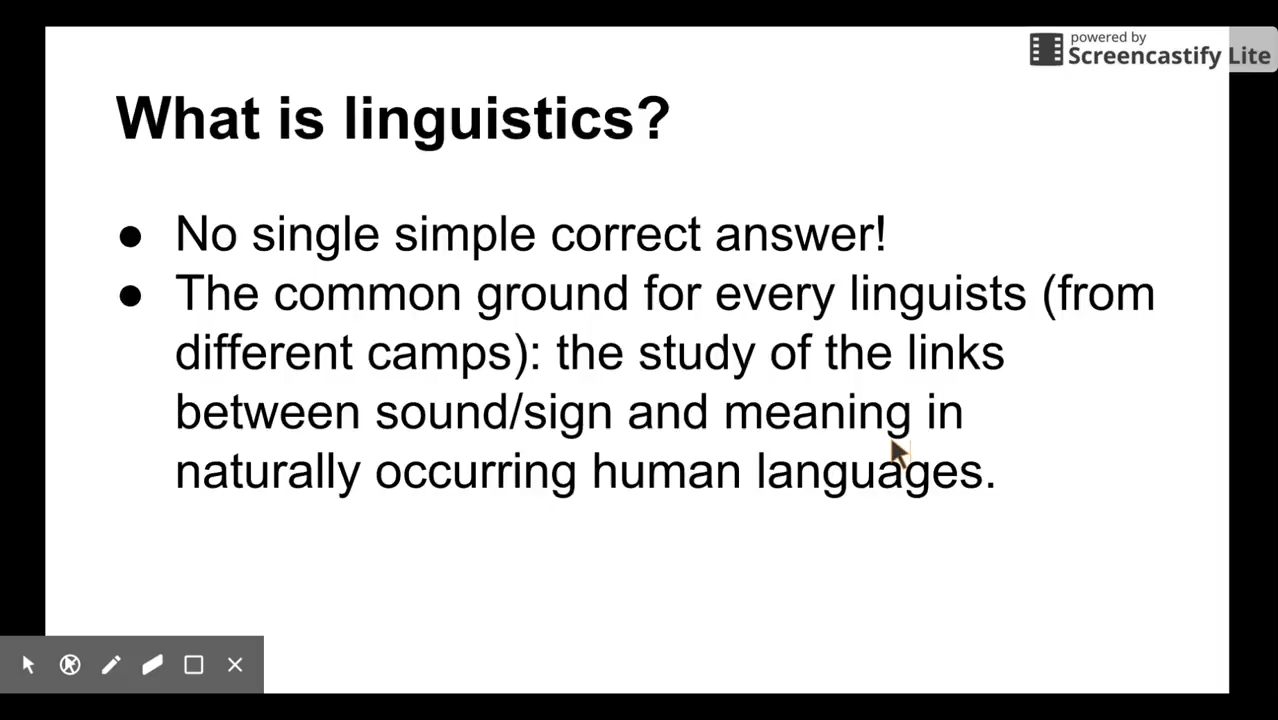 powered by
Screencastify Lite
What is linguistics?
● No single simple correct answer!
● The common ground for every linguists (from
different camps): the study of the links
between sound/sign and meaning in
naturally occurring human languages.